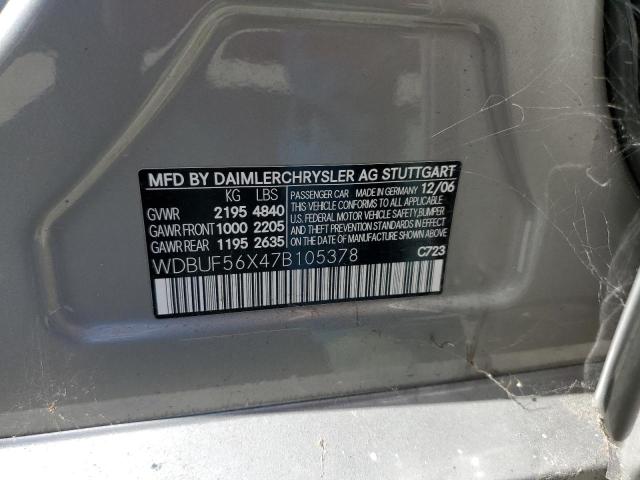 MFD BY DAIMLERCHRYSLER AG STUTTGART
KG LBS
GVWR 2195 4840
GAWR FRONT 1000 2205
GAWR REAR 1195 2635
PASSENGER CAR MADE IN GERMANY 12/06
THIS VEHICLE CONFORMS TO ALL APPLICABLE
U.S. FEDERAL MOTOR VEHICLE SAFETY, BUMPER
AND THEFT PREVENTION STANDARDS IN EFFECT
ON THE DATE OF MANUFACTURE SHOWN ABOVE.
WDBUF56X47B105378
C723